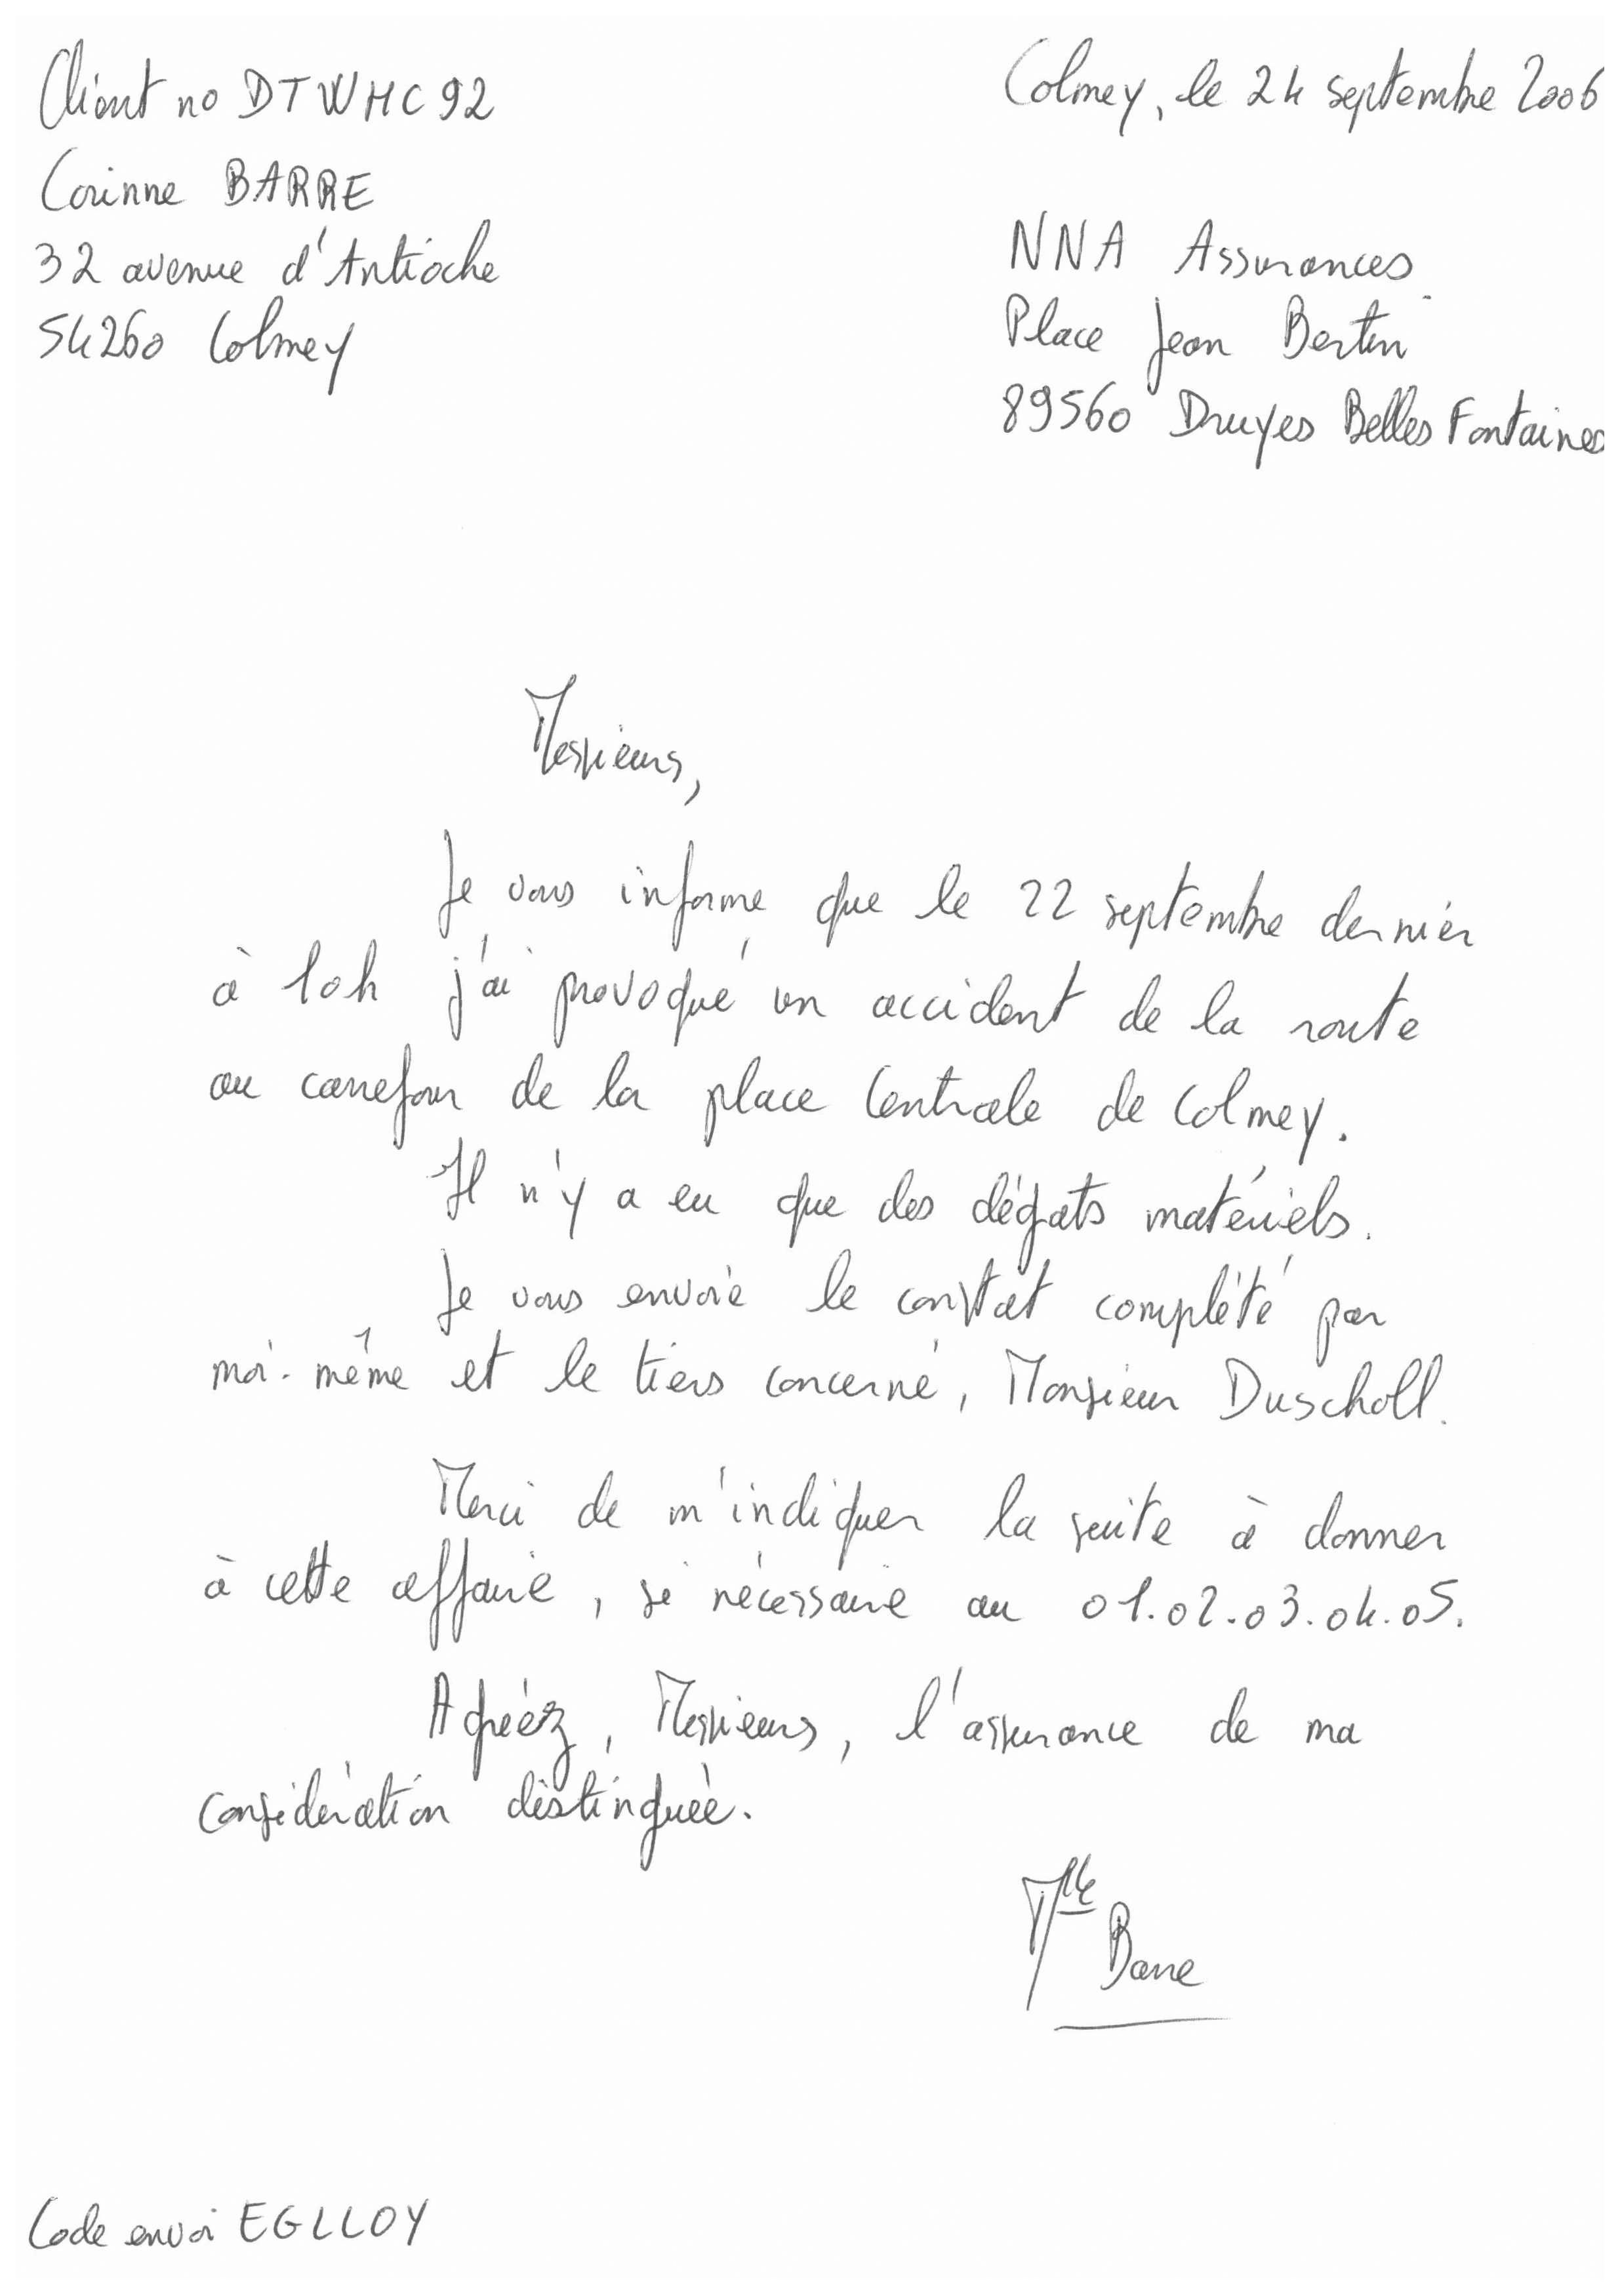 Client no DTWHC92
Corinne BARRE
32 avenue d'Antioche
54260 Colmey
Colmey, le 24 septembre 2006
NNA Assurances
Place Jean Bertin
89560 Druyes Belles Fontaines
Messieurs,
Je vous informe que le 22 septembre dernier
à 10h j'ai provoqué un accident de la route
au carrefour de la place Centrale de Colmey.
Il n'y a eu que des dégats matériels.
Je vous envoie le constat complété par
moi-même et le tiers concerné, Monsieur Duscholl.
Merci de m'indiquer la suite à donner
à cette affaire, si nécessaire au 01.02.03.04.05.
Agréez, Messieurs, l'assurance de ma
considération distinguée.
Mlle Barre
Code envoi EGLLOY